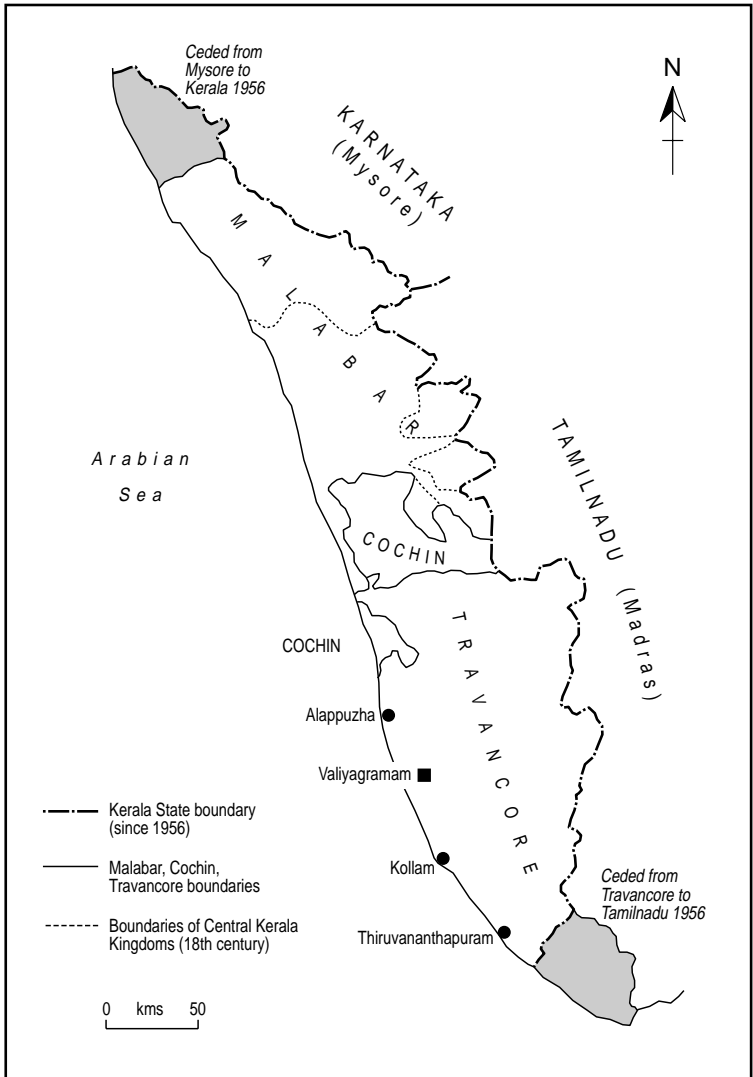 Ceded from
Mysore to
Kerala 1956
N
KARNATAKA
(Mysore)
MALABAR
Arabian
Sea
TAMILNADU (Madras)
COCHIN
TRAVANCORE
COCHIN
Alappuzha
Valiyagramam
Kollam
Thiruvananthapuram
Ceded from
Travancore to
Tamilnadu 1956
Kerala State boundary
(since 1956)
Malabar, Cochin,
Travancore boundaries
Boundaries of Central Kerala
Kingdoms (18th century)
0 kms 50